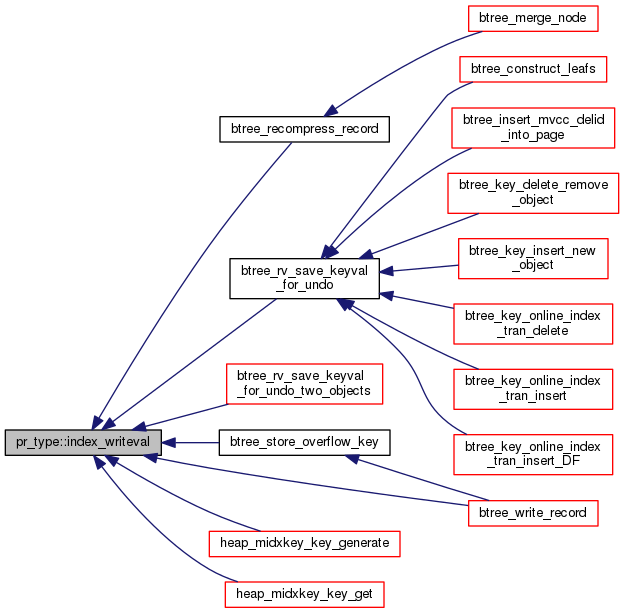 btree_merge_node
btree_construct_leafs
btree_insert_mvcc_delid
_into_page
btree_recompress_record
btree_key_delete_remove
_object
btree_key_insert_new
_object
btree_rv_save_keyval
_for_undo
btree_key_online_index
_tran_delete
btree_key_online_index
_tran_insert
btree_rv_save_keyval
_for_undo_two_objects
pr_type::index_writeval
btree_store_overflow_key
btree_key_online_index
_tran_insert_DF
btree_write_record
heap_midxkey_key_generate
heap_midxkey_key_get